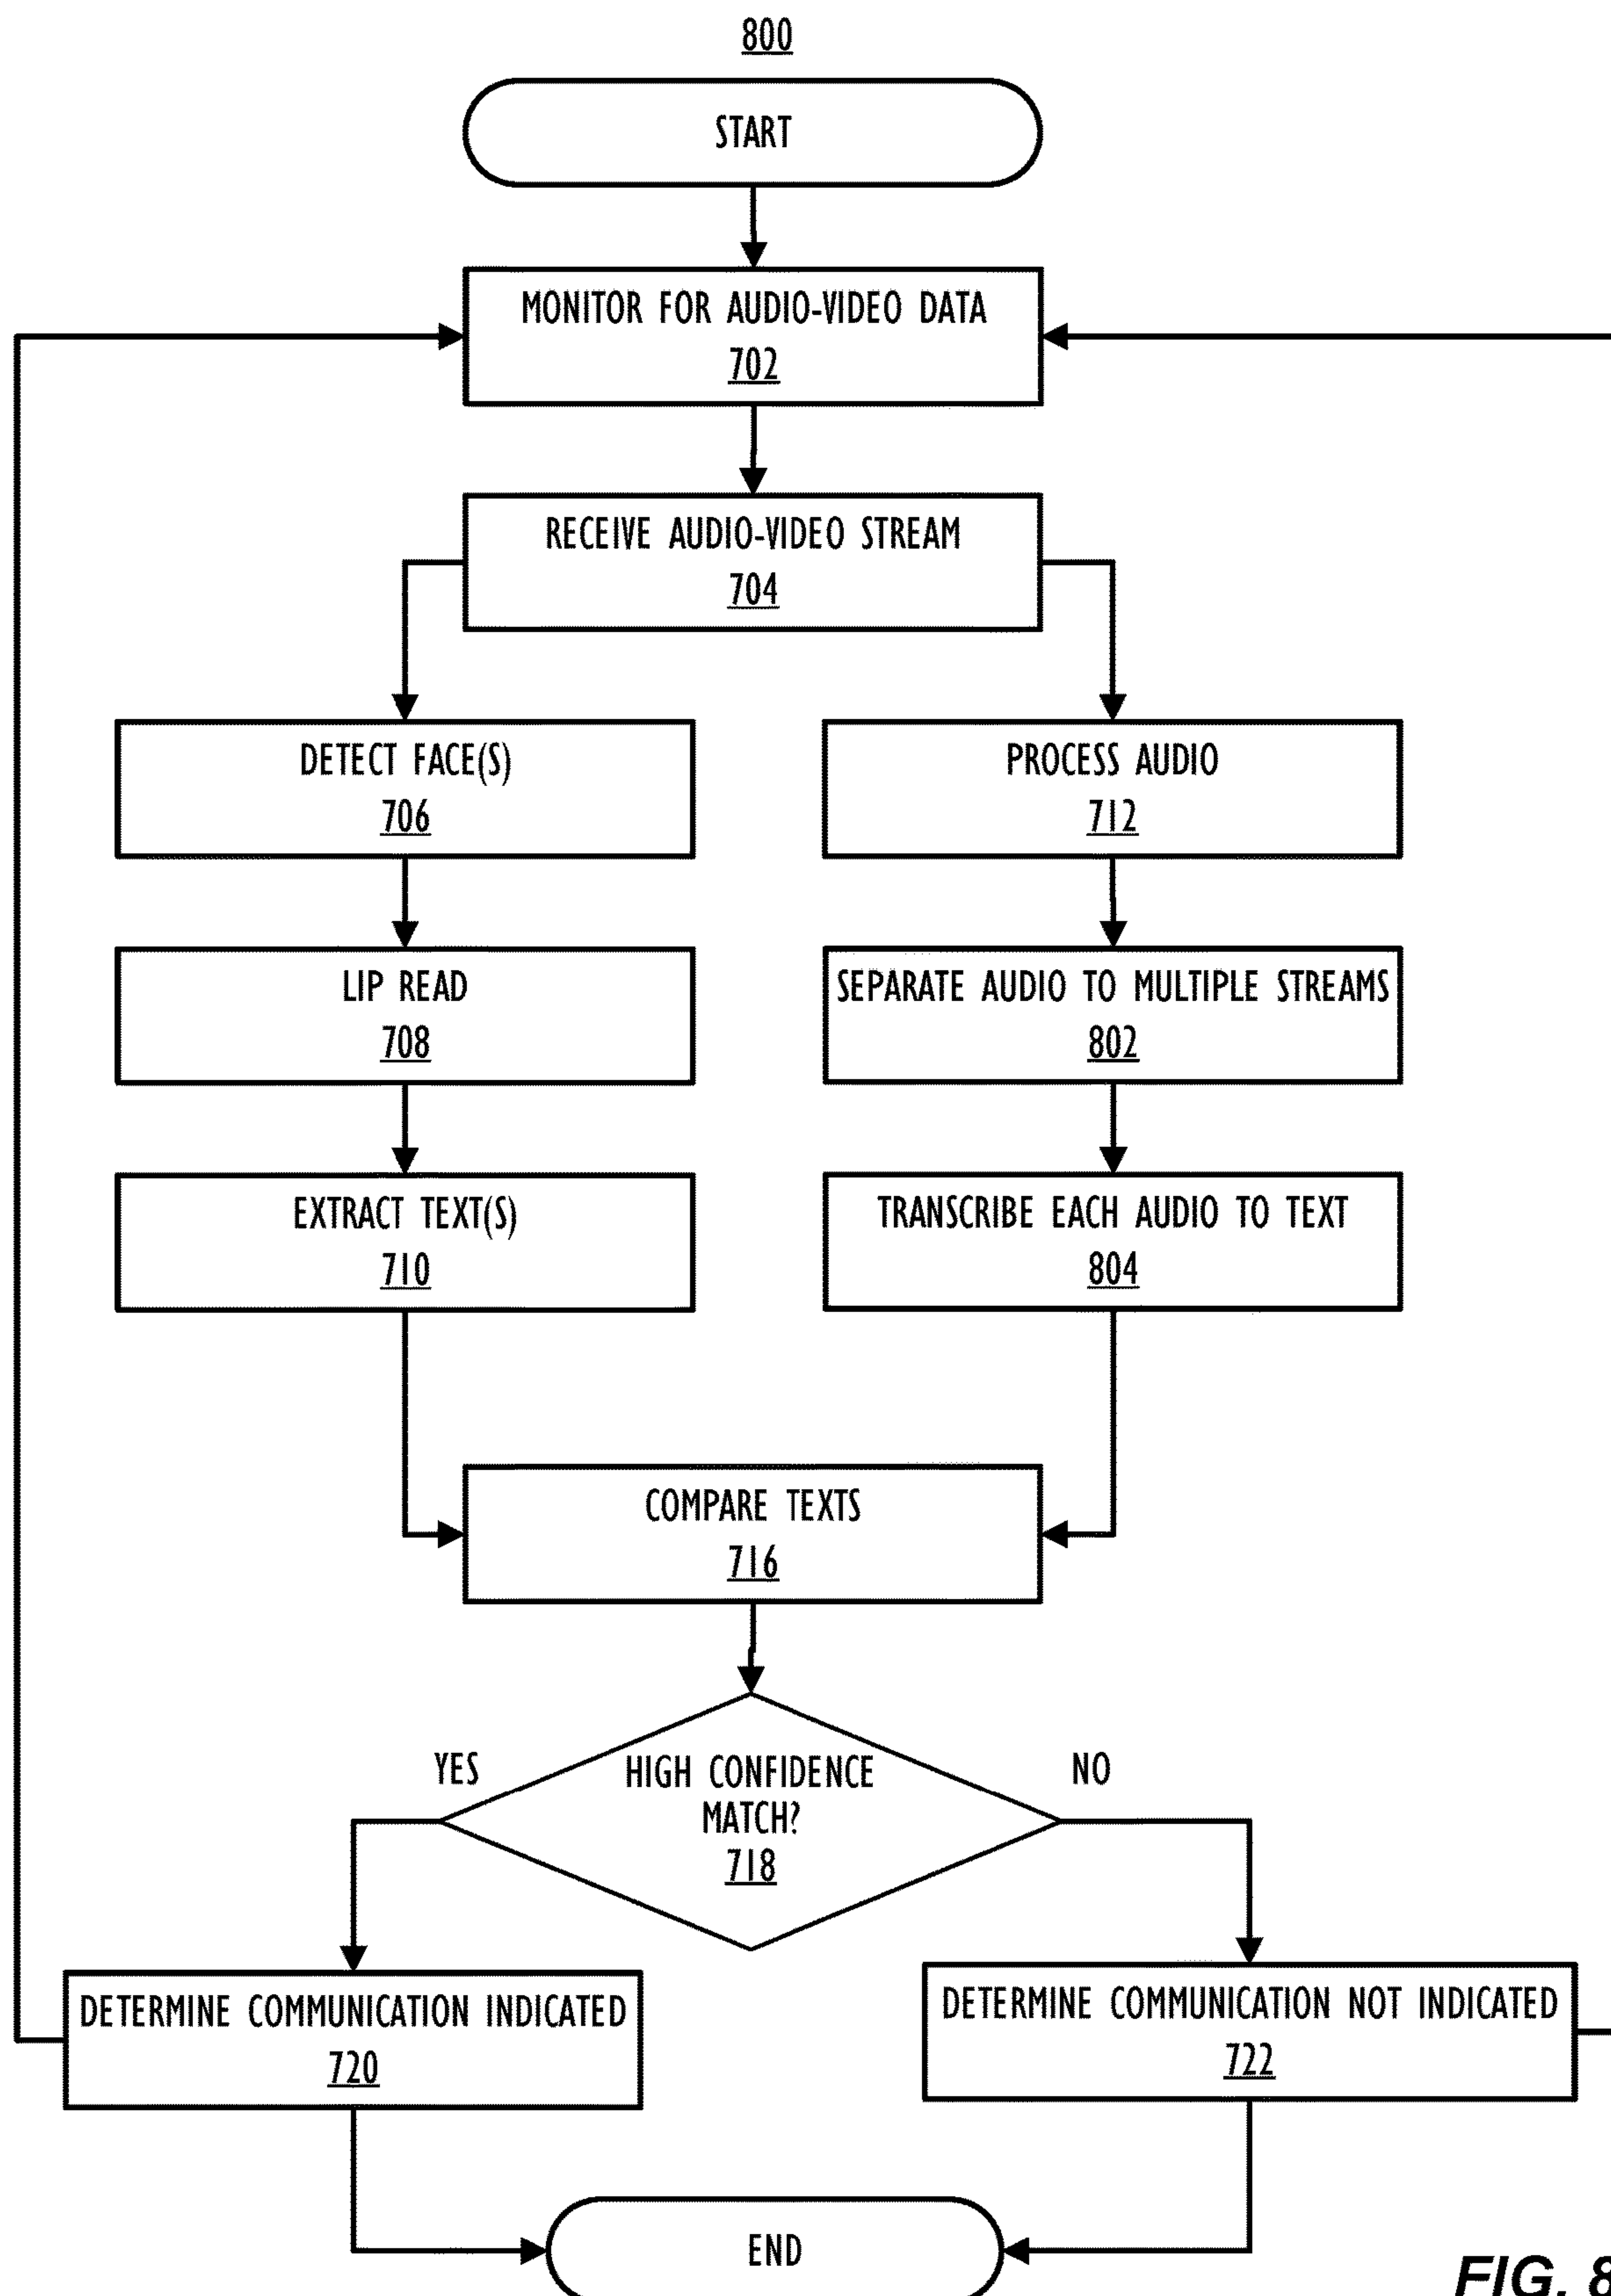 800
START
MONITOR FOR AUDIO-VIDEO DATA
702
RECEIVE AUDIO-VIDEO STREAM
704
DETECT FACE(S)
706
PROCESS AUDIO
712
LIP READ
708
SEPARATE AUDIO TO MULTIPLE STREAMS
802
EXTRACT TEXT(S)
710
TRANSCRIBE EACH AUDIO TO TEXT
804
COMPARE TEXTS
716
YES
HIGH CONFIDENCE
MATCH?
718
NO
DETERMINE COMMUNICATION INDICATED
720
DETERMINE COMMUNICATION NOT INDICATED
722
END
FIG. 8